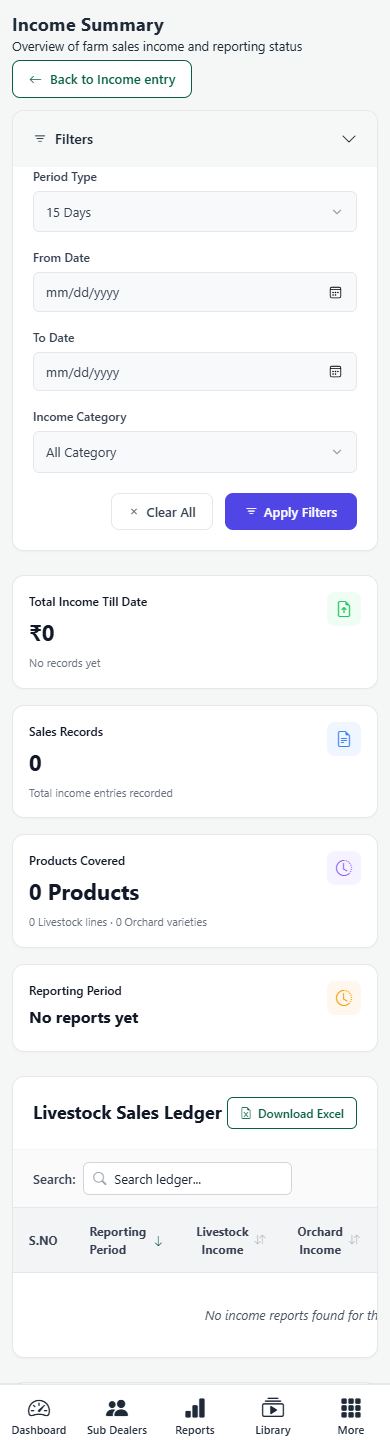 Income Summary
Overview of farm sales income and reporting status
← Back to Income entry
Filters
Period Type
15 Days
From Date
mm/dd/yyyy
To Date
mm/dd/yyyy
Income Category
All Category
× Clear All
Apply Filters
Total Income Till Date
₹0
No records yet
Sales Records
0
Total income entries recorded
Products Covered
0 Products
0 Livestock lines · 0 Orchard varieties
Reporting Period
No reports yet
Livestock Sales Ledger
Download Excel
Search: Search ledger...
S.NO
Reporting
Period
Livestock
Income
Orchard
Income
No income reports found for th
Dashboard
Sub Dealers
Reports
Library
More